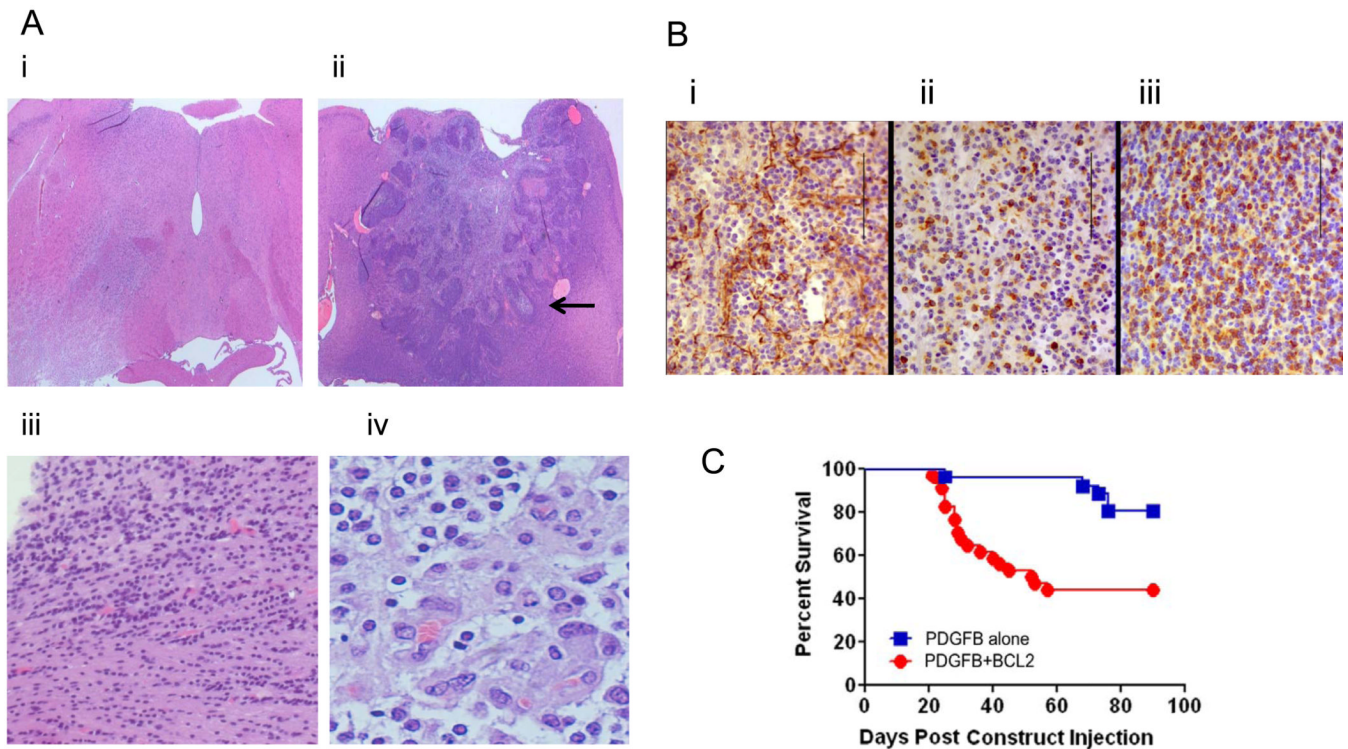 A
i
ii
iii
iv
B
i
ii
iii
C
Percent Survival
100
80
60
40
20
0
PDGFB alone
PDGFB+BCL2
0
20
40
60
80
100
Days Post Construct Injection